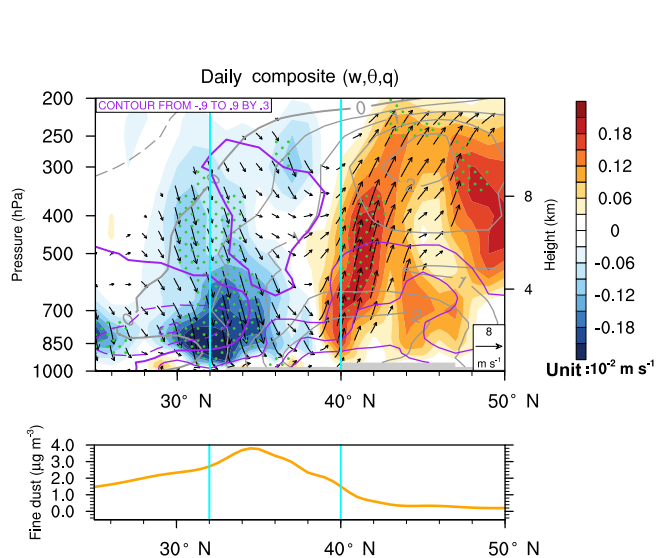 Daily composite (w,θ,q)
CONTOUR FROM -.9 TO .9 BY .3
Pressure (hPa)
200
250
300
400
500
700
850
1000
0
8
m s⁻¹
8
4
Height (km)
30° N
40° N
50° N
0.18
0.12
0.06
0
-0.06
-0.12
-0.18
Unit :10⁻² m s⁻¹
Fine dust (µg m⁻³)
4.0
3.0
2.0
1.0
0.0
30° N
40° N
50° N